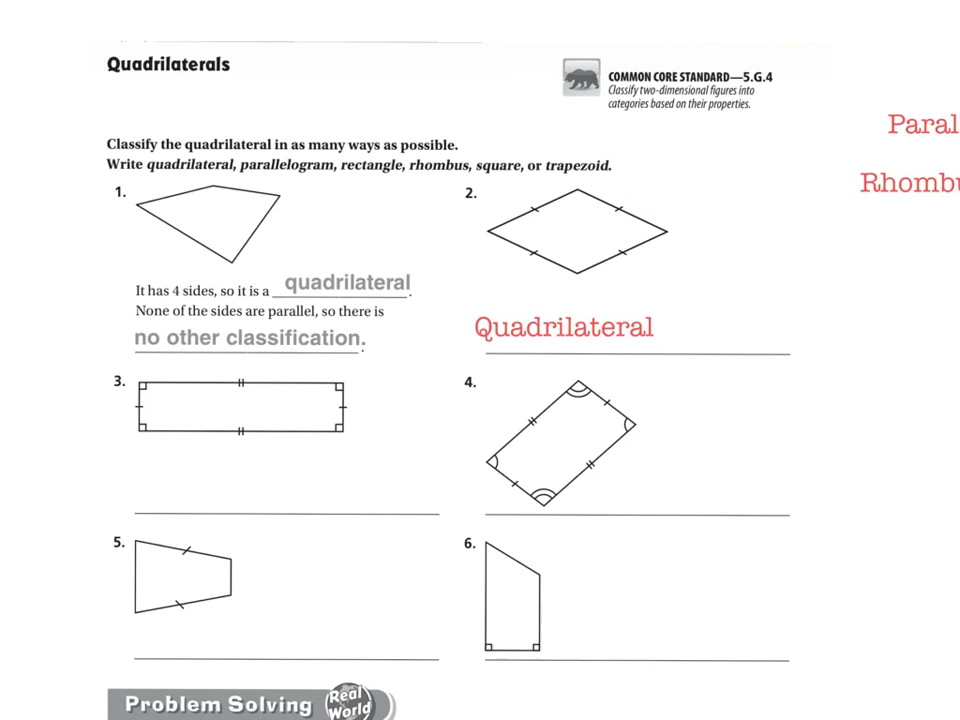 Quadrilaterals
COMMON CORE STANDARD—5.G.4
Classify two-dimensional figures into
categories based on their properties.
Paral
Classify the quadrilateral in as many ways as possible.
Write quadrilateral, parallelogram, rectangle, rhombus, square, or trapezoid.
Rhombu
1.
2.
It has 4 sides, so it is a quadrilateral.
None of the sides are parallel, so there is
no other classification.
Quadrilateral
3.
4.
5.
6.
Problem Solving Real World